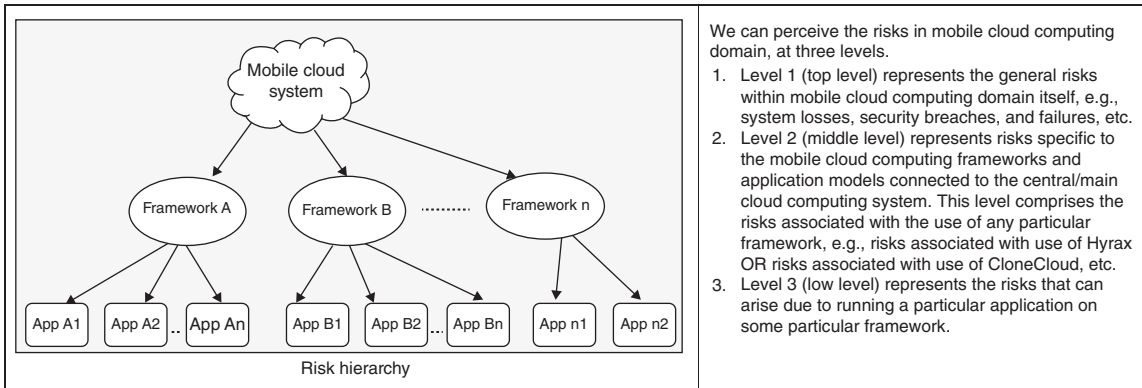 Mobile cloud
system
Framework A
Framework B
Framework n
App A1
App A2
..
App An
App B1
App B2
...
App Bn
App n1
App n2
Risk hierarchy
We can perceive the risks in mobile cloud computing
domain, at three levels.
1. Level 1 (top level) represents the general risks
within mobile cloud computing domain itself, e.g.,
system losses, security breaches, and failures, etc.
2. Level 2 (middle level) represents risks specific to
the mobile cloud computing frameworks and
application models connected to the central/main
cloud computing system. This level comprises the
risks associated with the use of any particular
framework, e.g., risks associated with use of Hyrax
OR risks associated with use of CloneCloud, etc.
3. Level 3 (low level) represents the risks that can
arise due to running a particular application on
some particular framework.